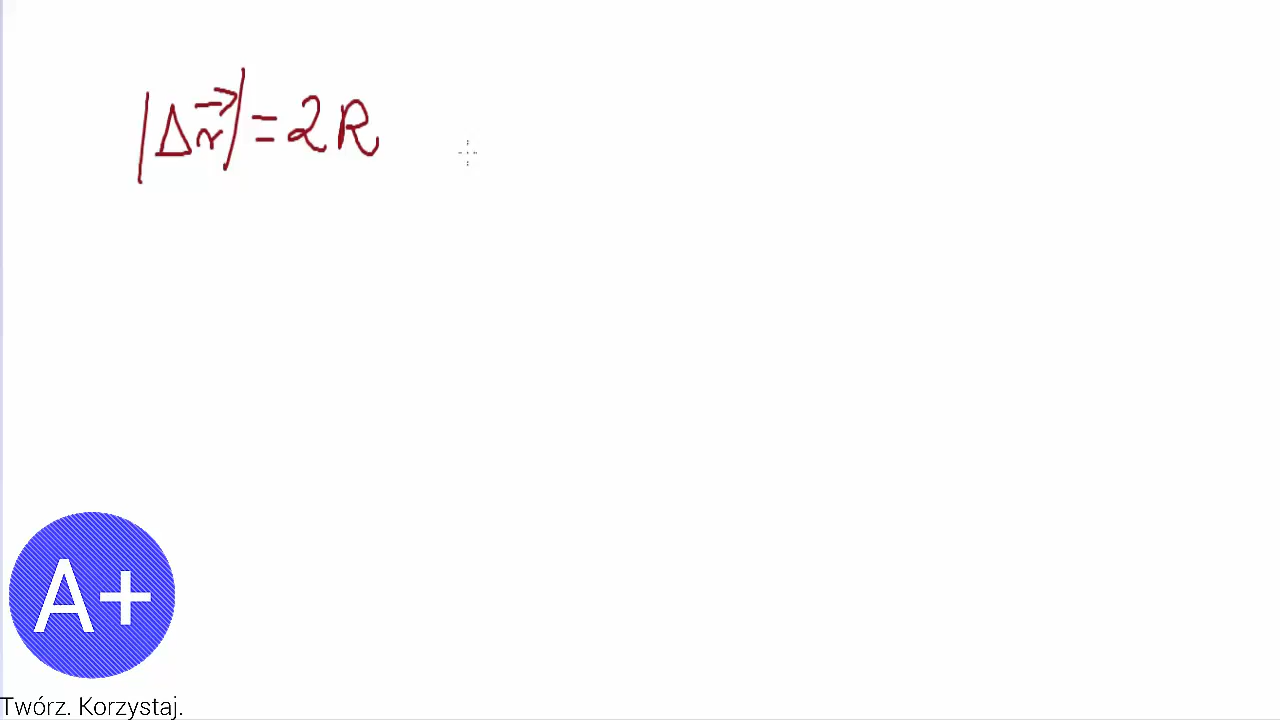 |Δr⃗| = 2R
A+
Twórz. Korzystaj.